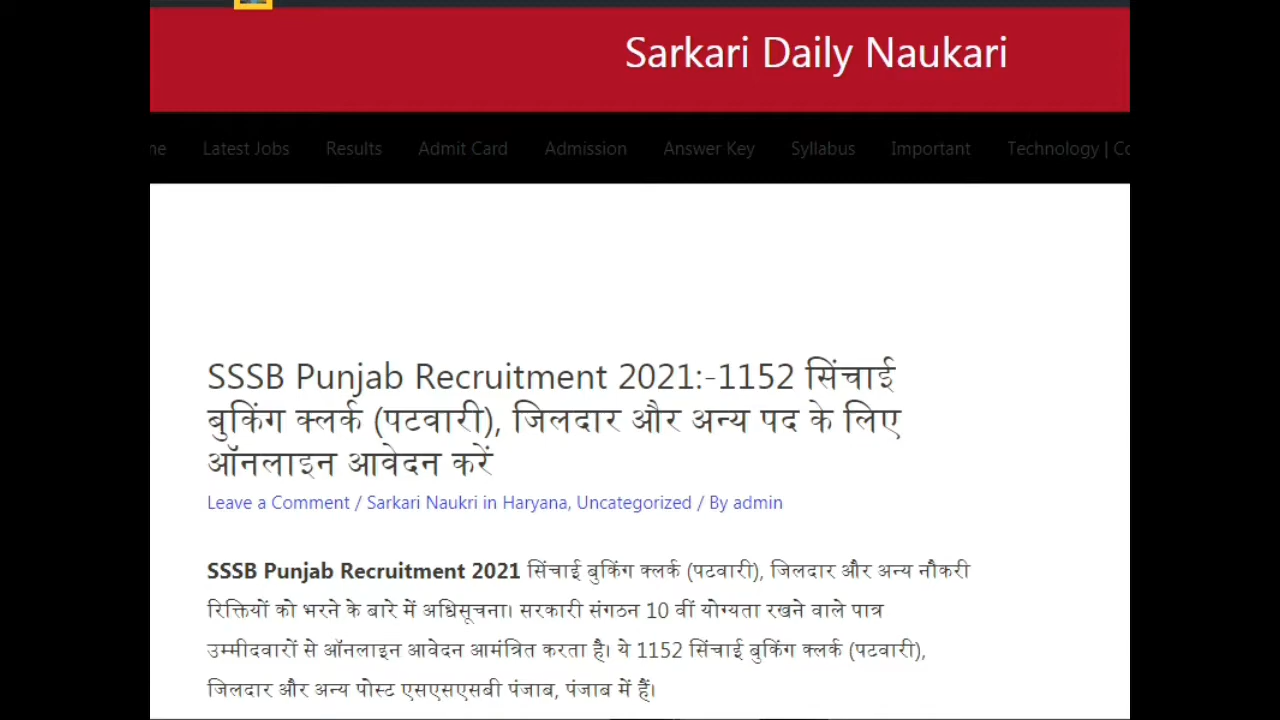 Sarkari Daily Naukari
ne Latest Jobs Results Admit Card Admission Answer Key Syllabus Important Technology | Co
SSSB Punjab Recruitment 2021:-1152 सिंचाई
बुकिंग क्लर्क (पटवारी), जिलदार और अन्य पद के लिए
ऑनलाइन आवेदन करें
Leave a Comment / Sarkari Naukri in Haryana, Uncategorized / By admin
SSSB Punjab Recruitment 2021 सिंचाई बुकिंग क्लर्क (पटवारी), जिलदार और अन्य नौकरी
रिक्तियों को भरने के बारे में अधिसूचना। सरकारी संगठन 10 वीं योग्यता रखने वाले पात्र
उम्मीदवारों से ऑनलाइन आवेदन आमंत्रित करता है। ये 1152 सिंचाई बुकिंग क्लर्क (पटवारी),
जिलदार और अन्य पोस्ट एसएसएसबी पंजाब, पंजाब में हैं।